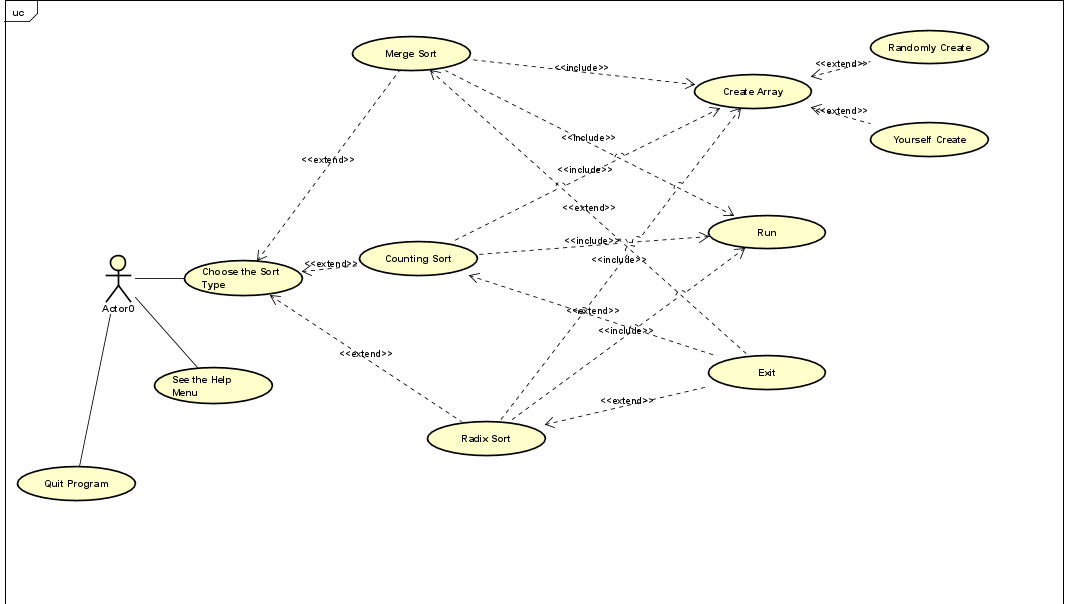 uc
Merge Sort
Randomly Create
<<include>>
<<extend>>
Create Array
<<extend>>
Yourself Create
<<include>>
<<extend>>
<<include>>
<<extend>>
Run
<<include>>
Counting Sort
<<extend>>
<<include>>
Choose the Sort
Type
Actor0
<<extend>>
<<include>>
<<extend>>
See the Help
Menu
Exit
<<extend>>
Radix Sort
Quit Program